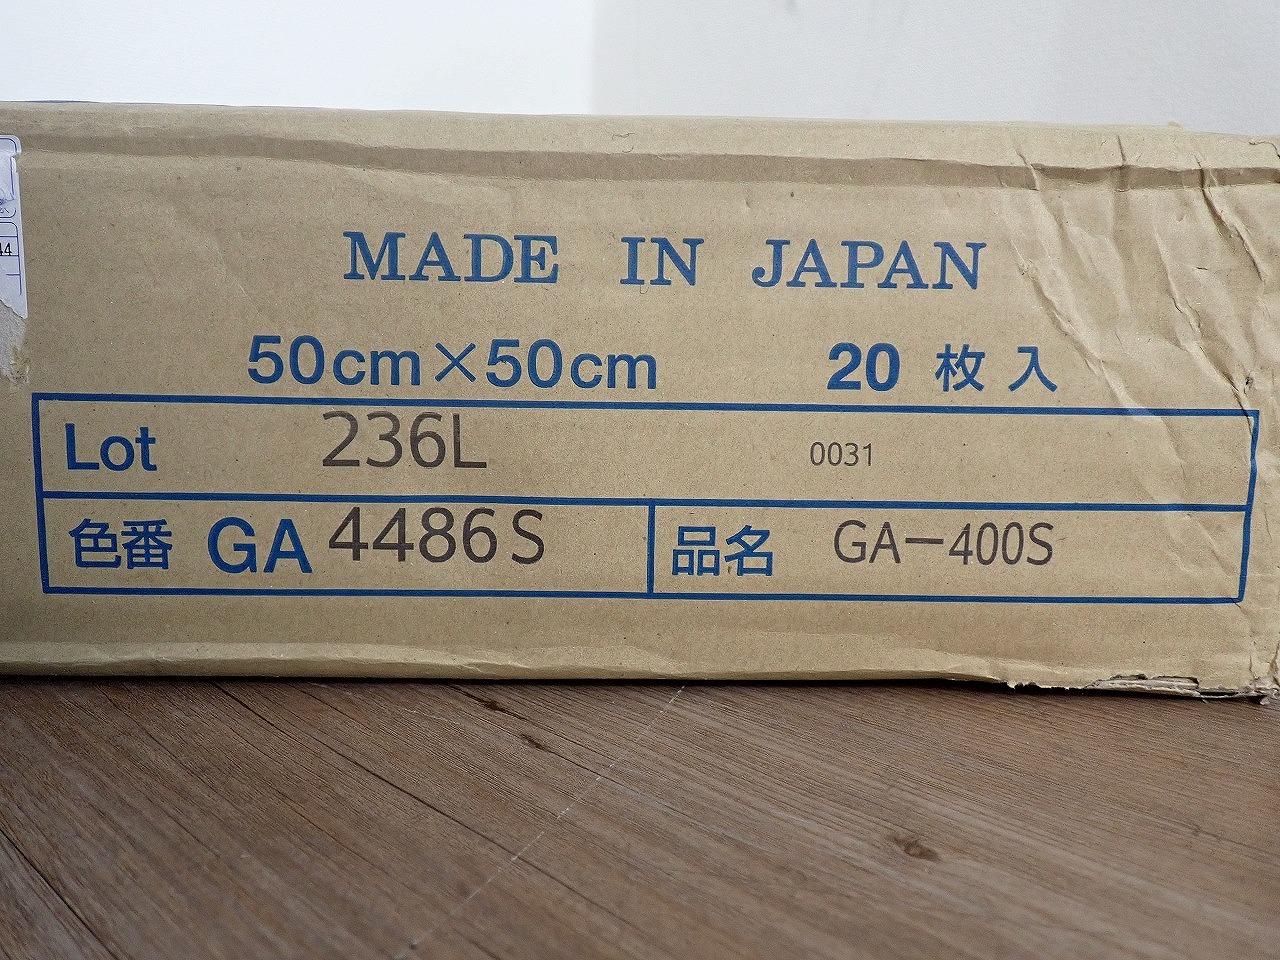 MADE IN JAPAN
50cm×50cm 20 枚入
Lot 236L 0031
色番 GA 4486S 品名 GA-400S
44